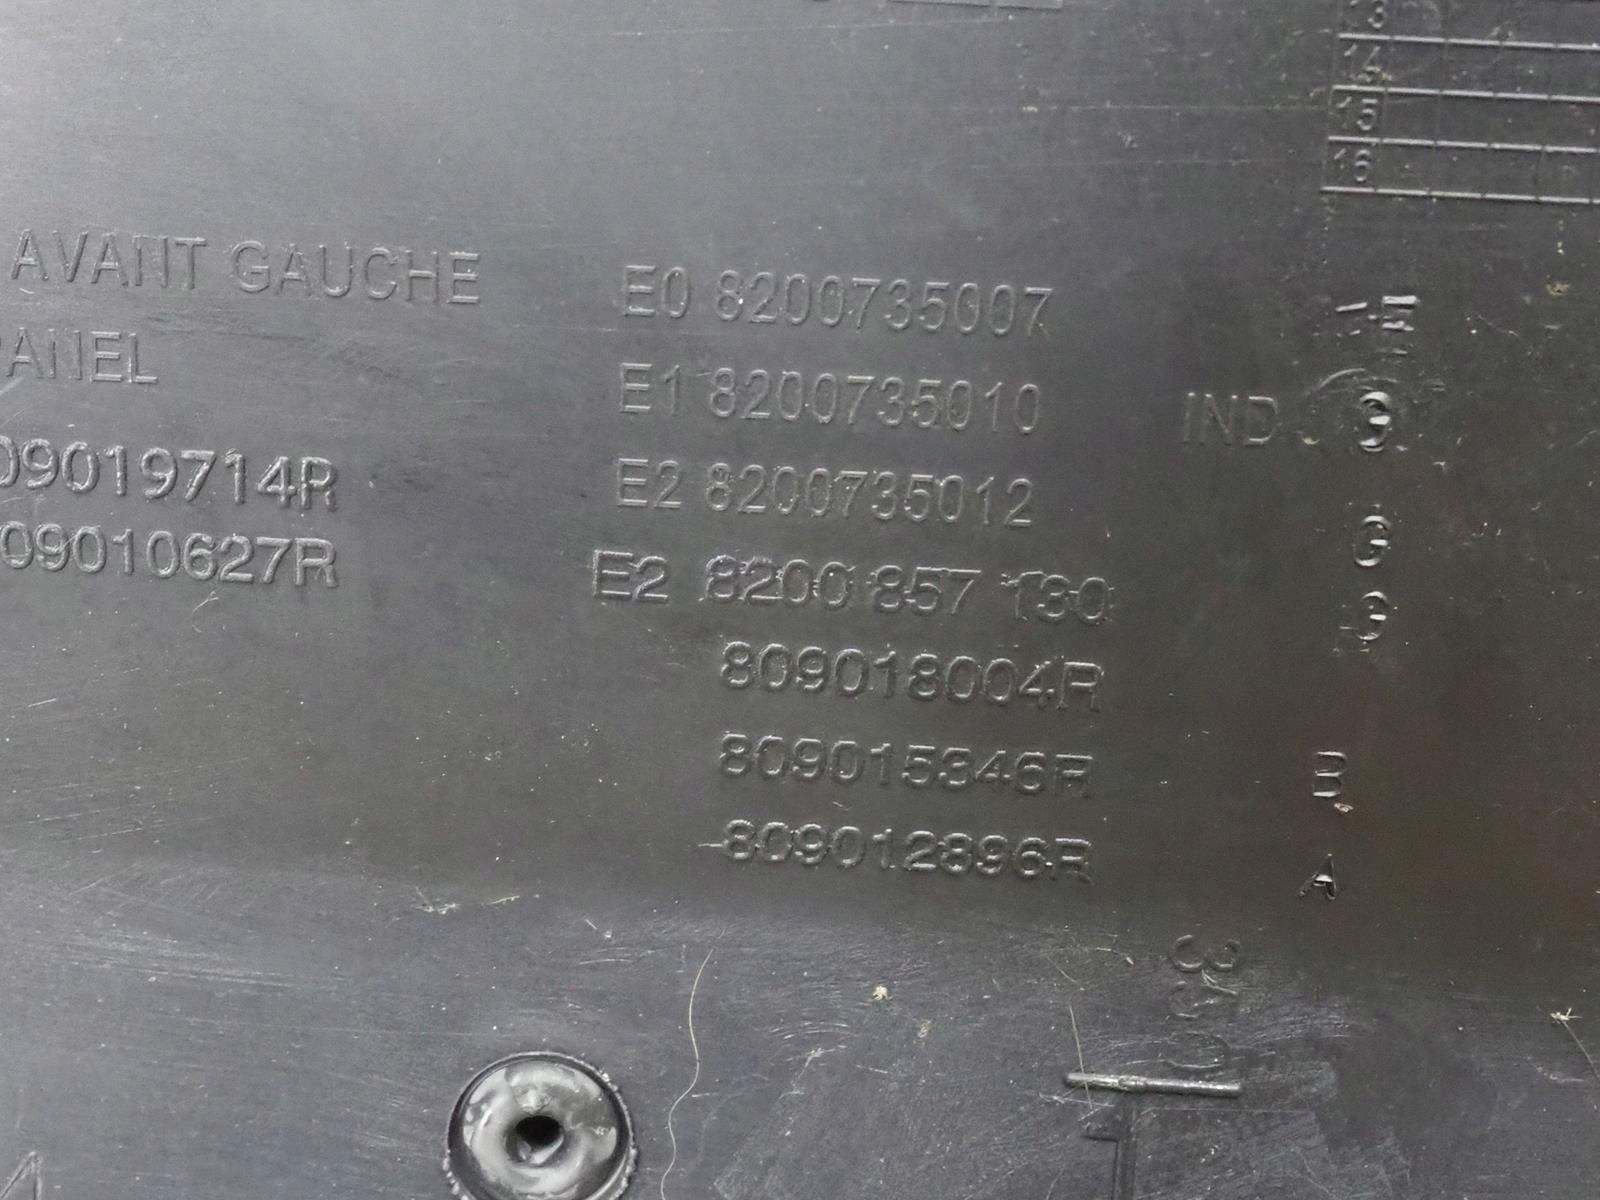 13
14
15
16
AVANT GAUCHE
PANEL
09019714R
09010627R
E0 8200735007
E1 8200735010
E2 8200735012
E2 8200 857 130
809018004R
809015346R
809012896R
IND
G
G
B
A